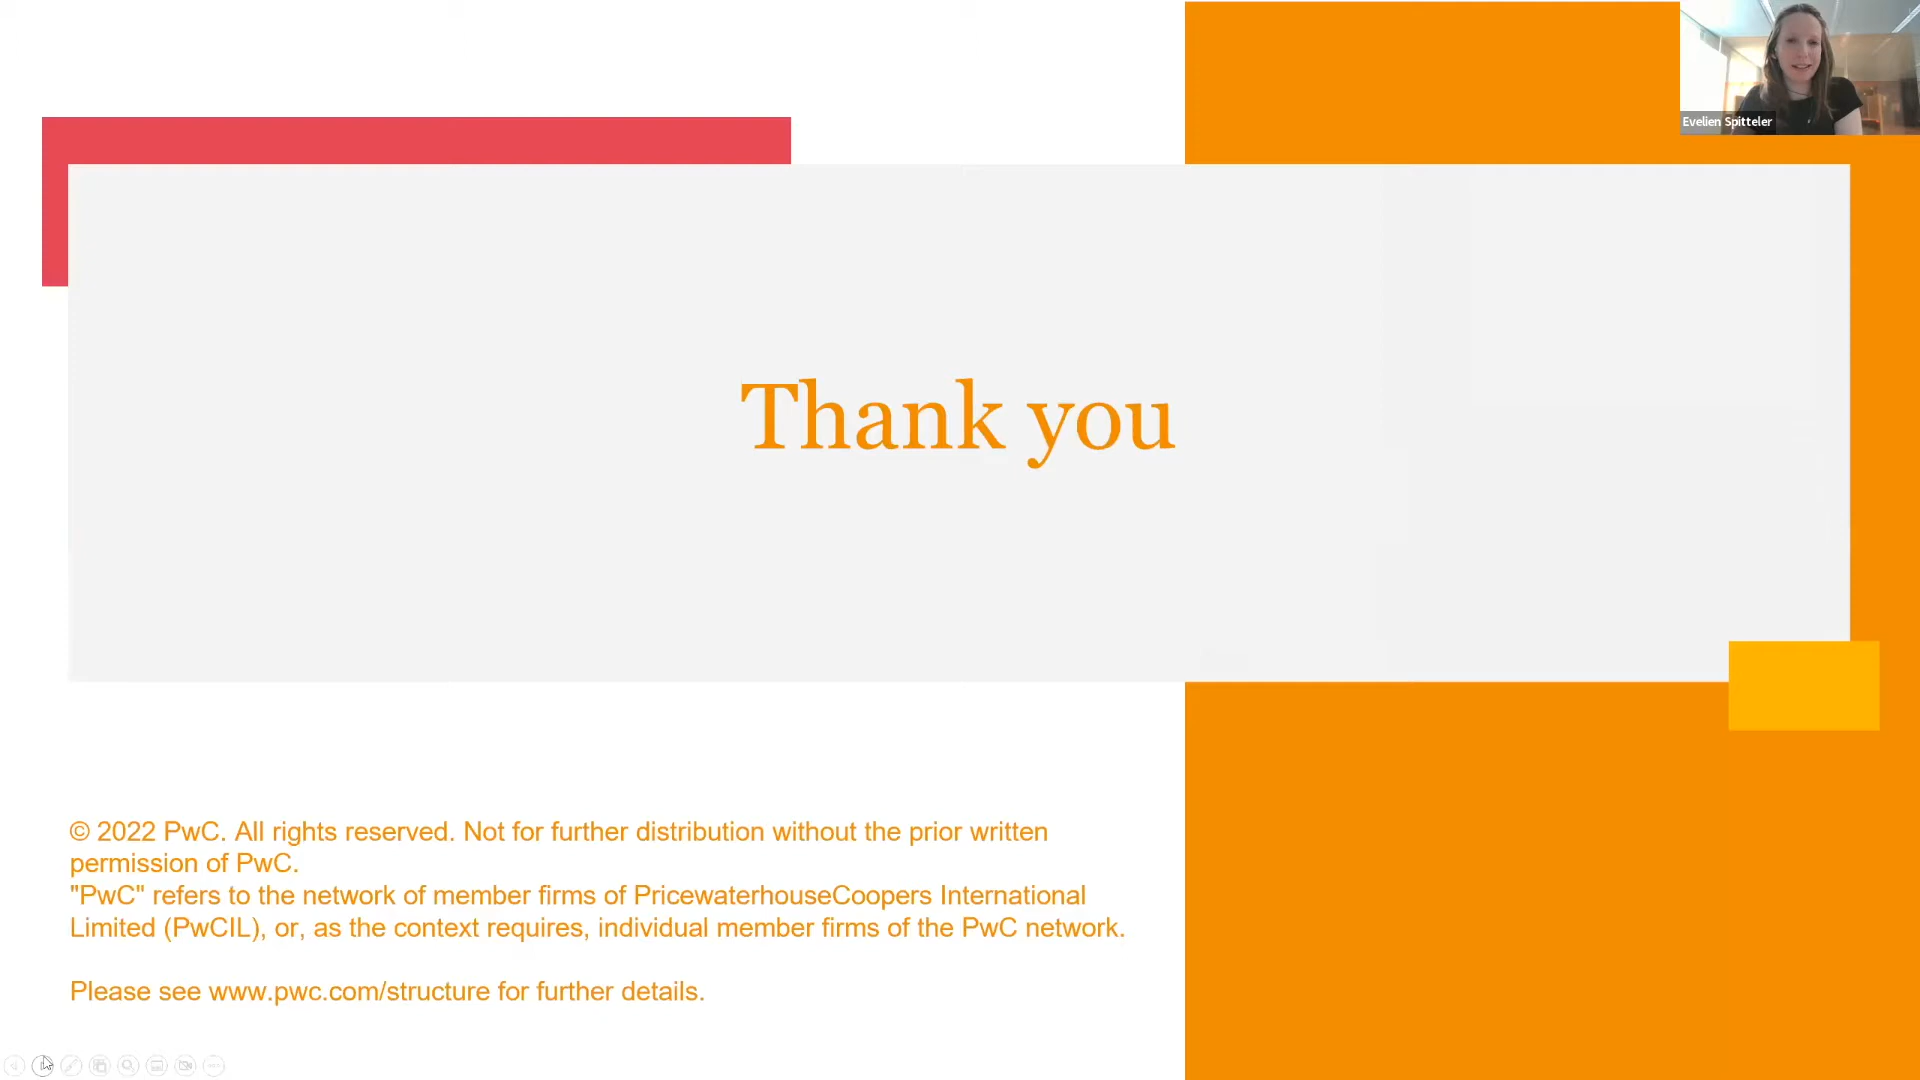 Evelien Spitteler
Thank you
© 2022 PwC. All rights reserved. Not for further distribution without the prior written
permission of PwC.
"PwC" refers to the network of member firms of PricewaterhouseCoopers International
Limited (PwCIL), or, as the context requires, individual member firms of the PwC network.
Please see www.pwc.com/structure for further details.